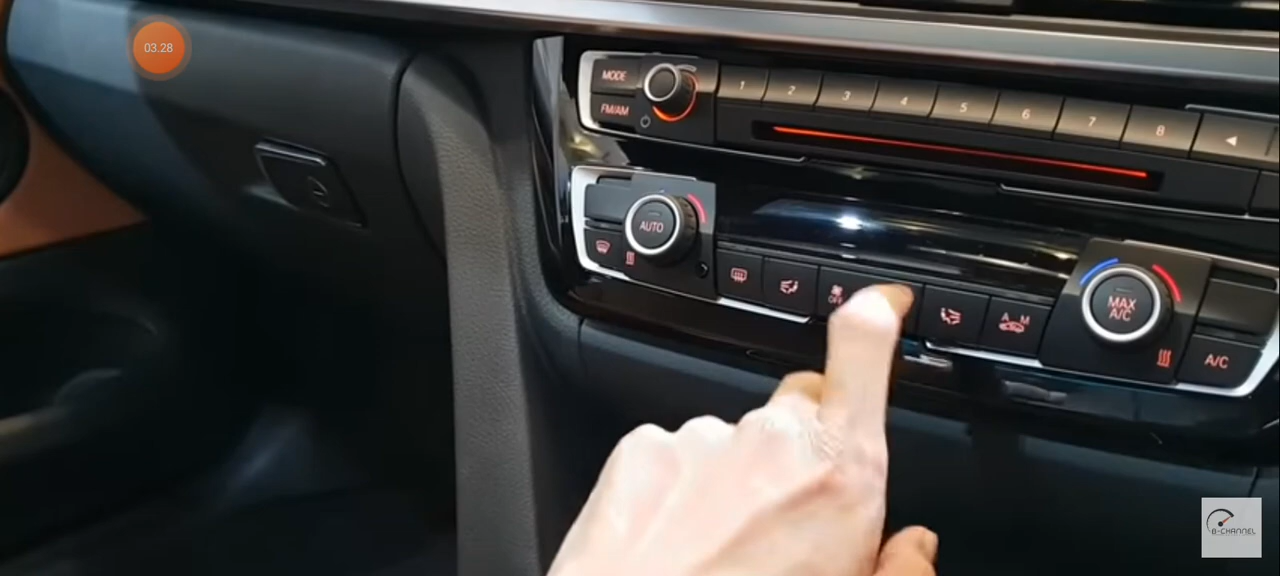 03.28
MODE
FM/AM
1 2 3 4 5 6 7 8
AUTO
OFF
A M
MAX
A/C
A/C
B-CHANNEL